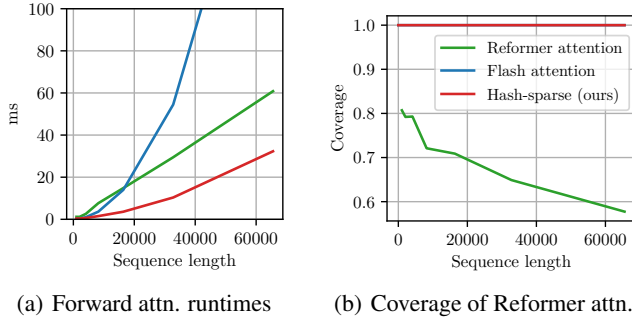 100
80
60
40
20
0
ms
0 20000 40000 60000
Sequence length
(a) Forward attn. runtimes
1.0
0.9
0.8
0.7
0.6
Coverage
Reformer attention
Flash attention
Hash-sparse (ours)
0 20000 40000 60000
Sequence length
(b) Coverage of Reformer attn.